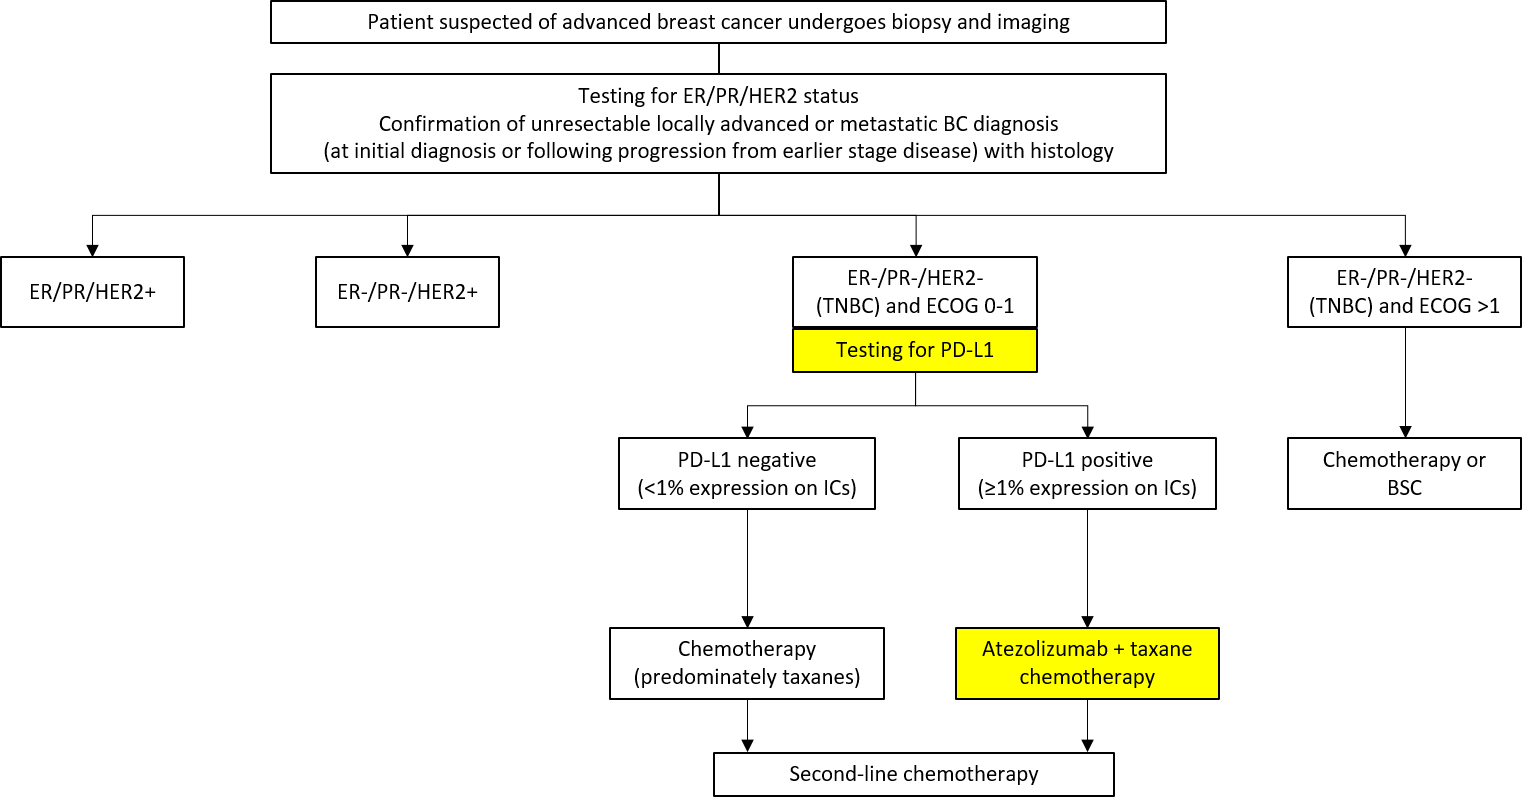 Patient suspected of advanced breast cancer undergoes biopsy and imaging
Testing for ER/PR/HER2 status
Confirmation of unresectable locally advanced or metastatic BC diagnosis
(at initial diagnosis or following progression from earlier stage disease) with histology
ER/PR/HER2+
ER-/PR-/HER2+
ER-/PR-/HER2-
(TNBC) and ECOG 0-1
Testing for PD-L1
ER-/PR-/HER2-
(TNBC) and ECOG >1
PD-L1 negative
(<1% expression on ICs)
PD-L1 positive
(≥1% expression on ICs)
Chemotherapy or
BSC
Chemotherapy
(predominately taxanes)
Atezolizumab + taxane
chemotherapy
Second-line chemotherapy